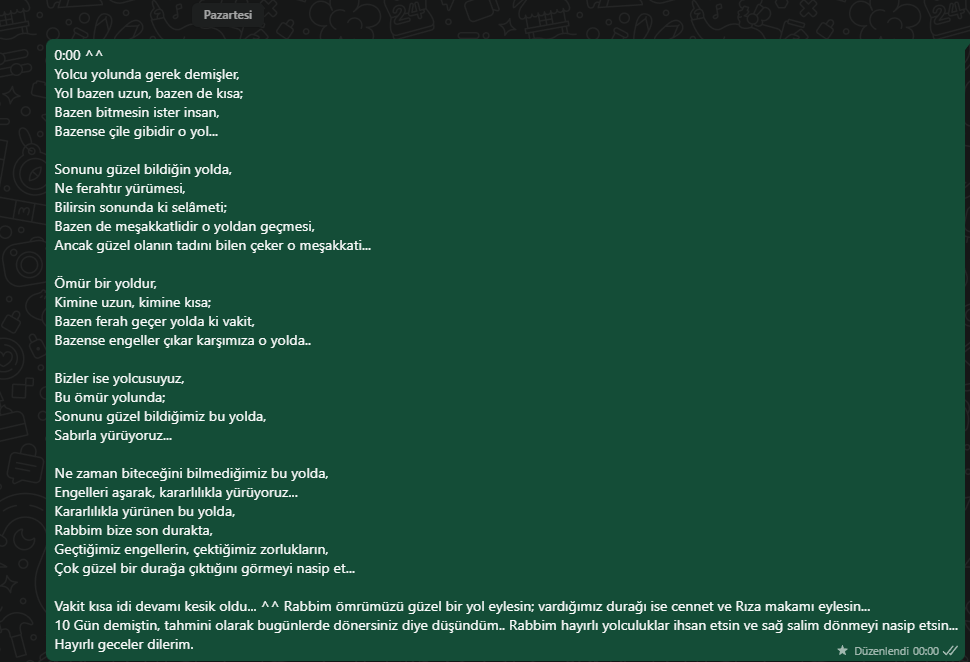 Pazartesi
0:00 ^^
Yolcu yolunda gerek demişler,
Yol bazen uzun, bazen de kısa;
Bazen bitmesin ister insan,
Bazense çile gibidir o yol...
Sonunu güzel bildiğin yolda,
Ne ferahtır yürümesi,
Bilirsin sonunda ki selâmeti;
Bazen de meşakkatlidir o yoldan geçmesi,
Ancak güzel olanın tadını bilen çeker o meşakkati...
Ömür bir yoldur,
Kimine uzun, kimine kısa;
Bazen ferah geçer yolda ki vakit,
Bazense engeller çıkar karşımıza o yolda..
Bizler ise yolcusuyuz,
Bu ömür yolunda;
Sonunu güzel bildiğimiz bu yolda,
Sabırla yürüyoruz...
Ne zaman biteceğini bilmediğimiz bu yolda,
Engelleri aşarak, kararlılıkla yürüyoruz...
Kararlılıkla yürünen bu yolda,
Rabbim bize son durakta,
Geçtiğimiz engellerin, çektiğimiz zorlukların,
Çok güzel bir durağa çıktığını görmeyi nasip et...
Vakit kısa idi devamı kesik oldu... ^^ Rabbim ömrümüzü güzel bir yol eylesin; vardığımız durağı ise cennet ve Rıza makamı eylesin...
10 Gün demiştin, tahmini olarak bugünlerde dönersiniz diye düşündüm.. Rabbim hayırlı yolculuklar ihsan etsin ve sağ salim dönmeyi nasip etsin...
Hayırlı geceler dilerim.
Düzenlendi 00:00